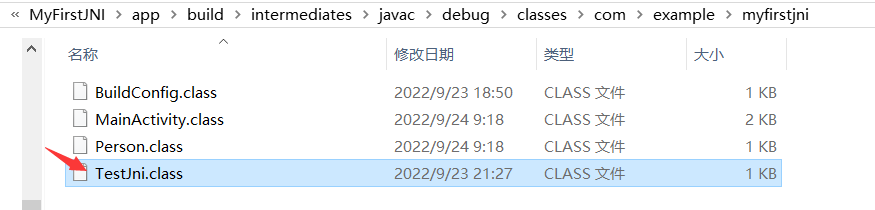 « MyFirstJNI > app > build > intermediates > javac > debug > classes > com > example > myfirstjni
名称 修改日期 类型 大小
BuildConfig.class 2022/9/23 18:50 CLASS 文件 1 KB
MainActivity.class 2022/9/24 9:18 CLASS 文件 2 KB
Person.class 2022/9/24 9:18 CLASS 文件 1 KB
TestJni.class 2022/9/23 21:27 CLASS 文件 1 KB